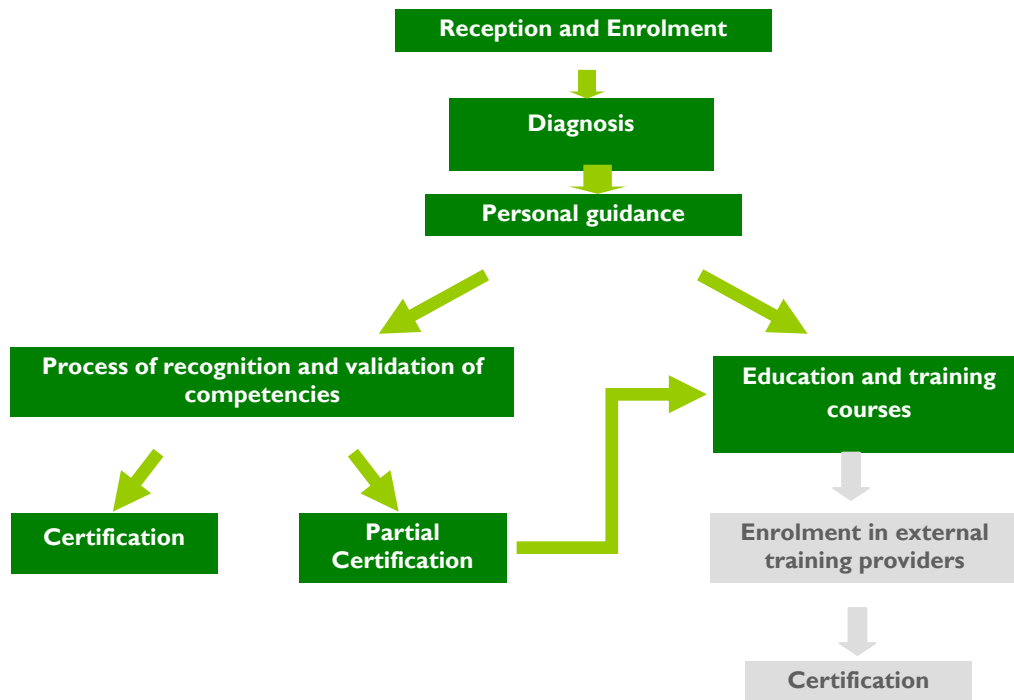 Reception and Enrolment
Diagnosis
Personal guidance
Process of recognition and validation of
competencies
Education and training
courses
Certification
Partial
Certification
Enrolment in external
training providers
Certification